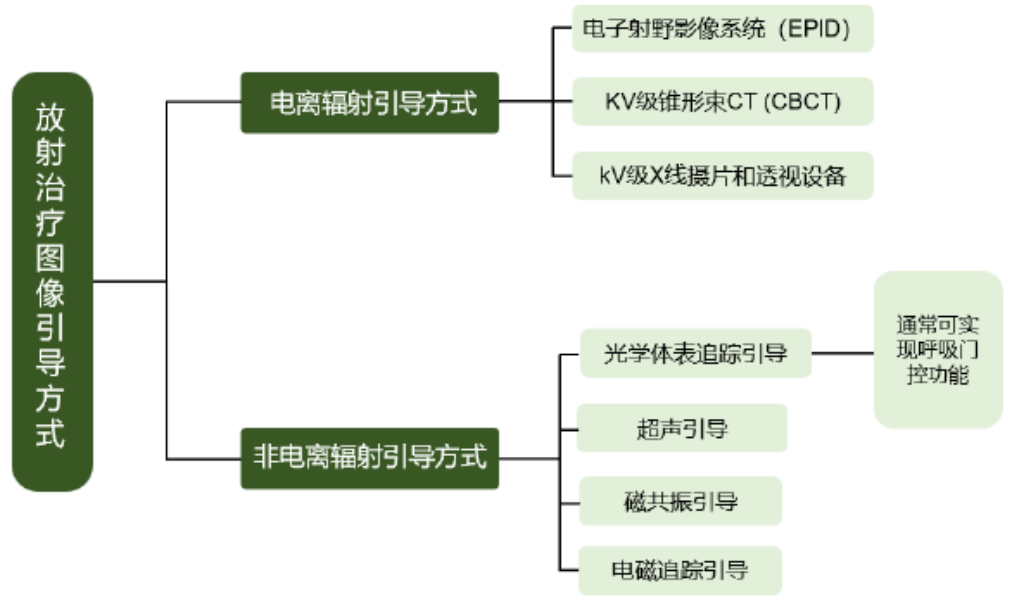 放射治疗图像引导方式
电离辐射引导方式
电子射野影像系统（EPID）
KV级锥形束CT (CBCT)
kV级X线摄片和透视设备
非电离辐射引导方式
光学体表追踪引导
通常可实
现呼吸门
控功能
超声引导
磁共振引导
电磁追踪引导